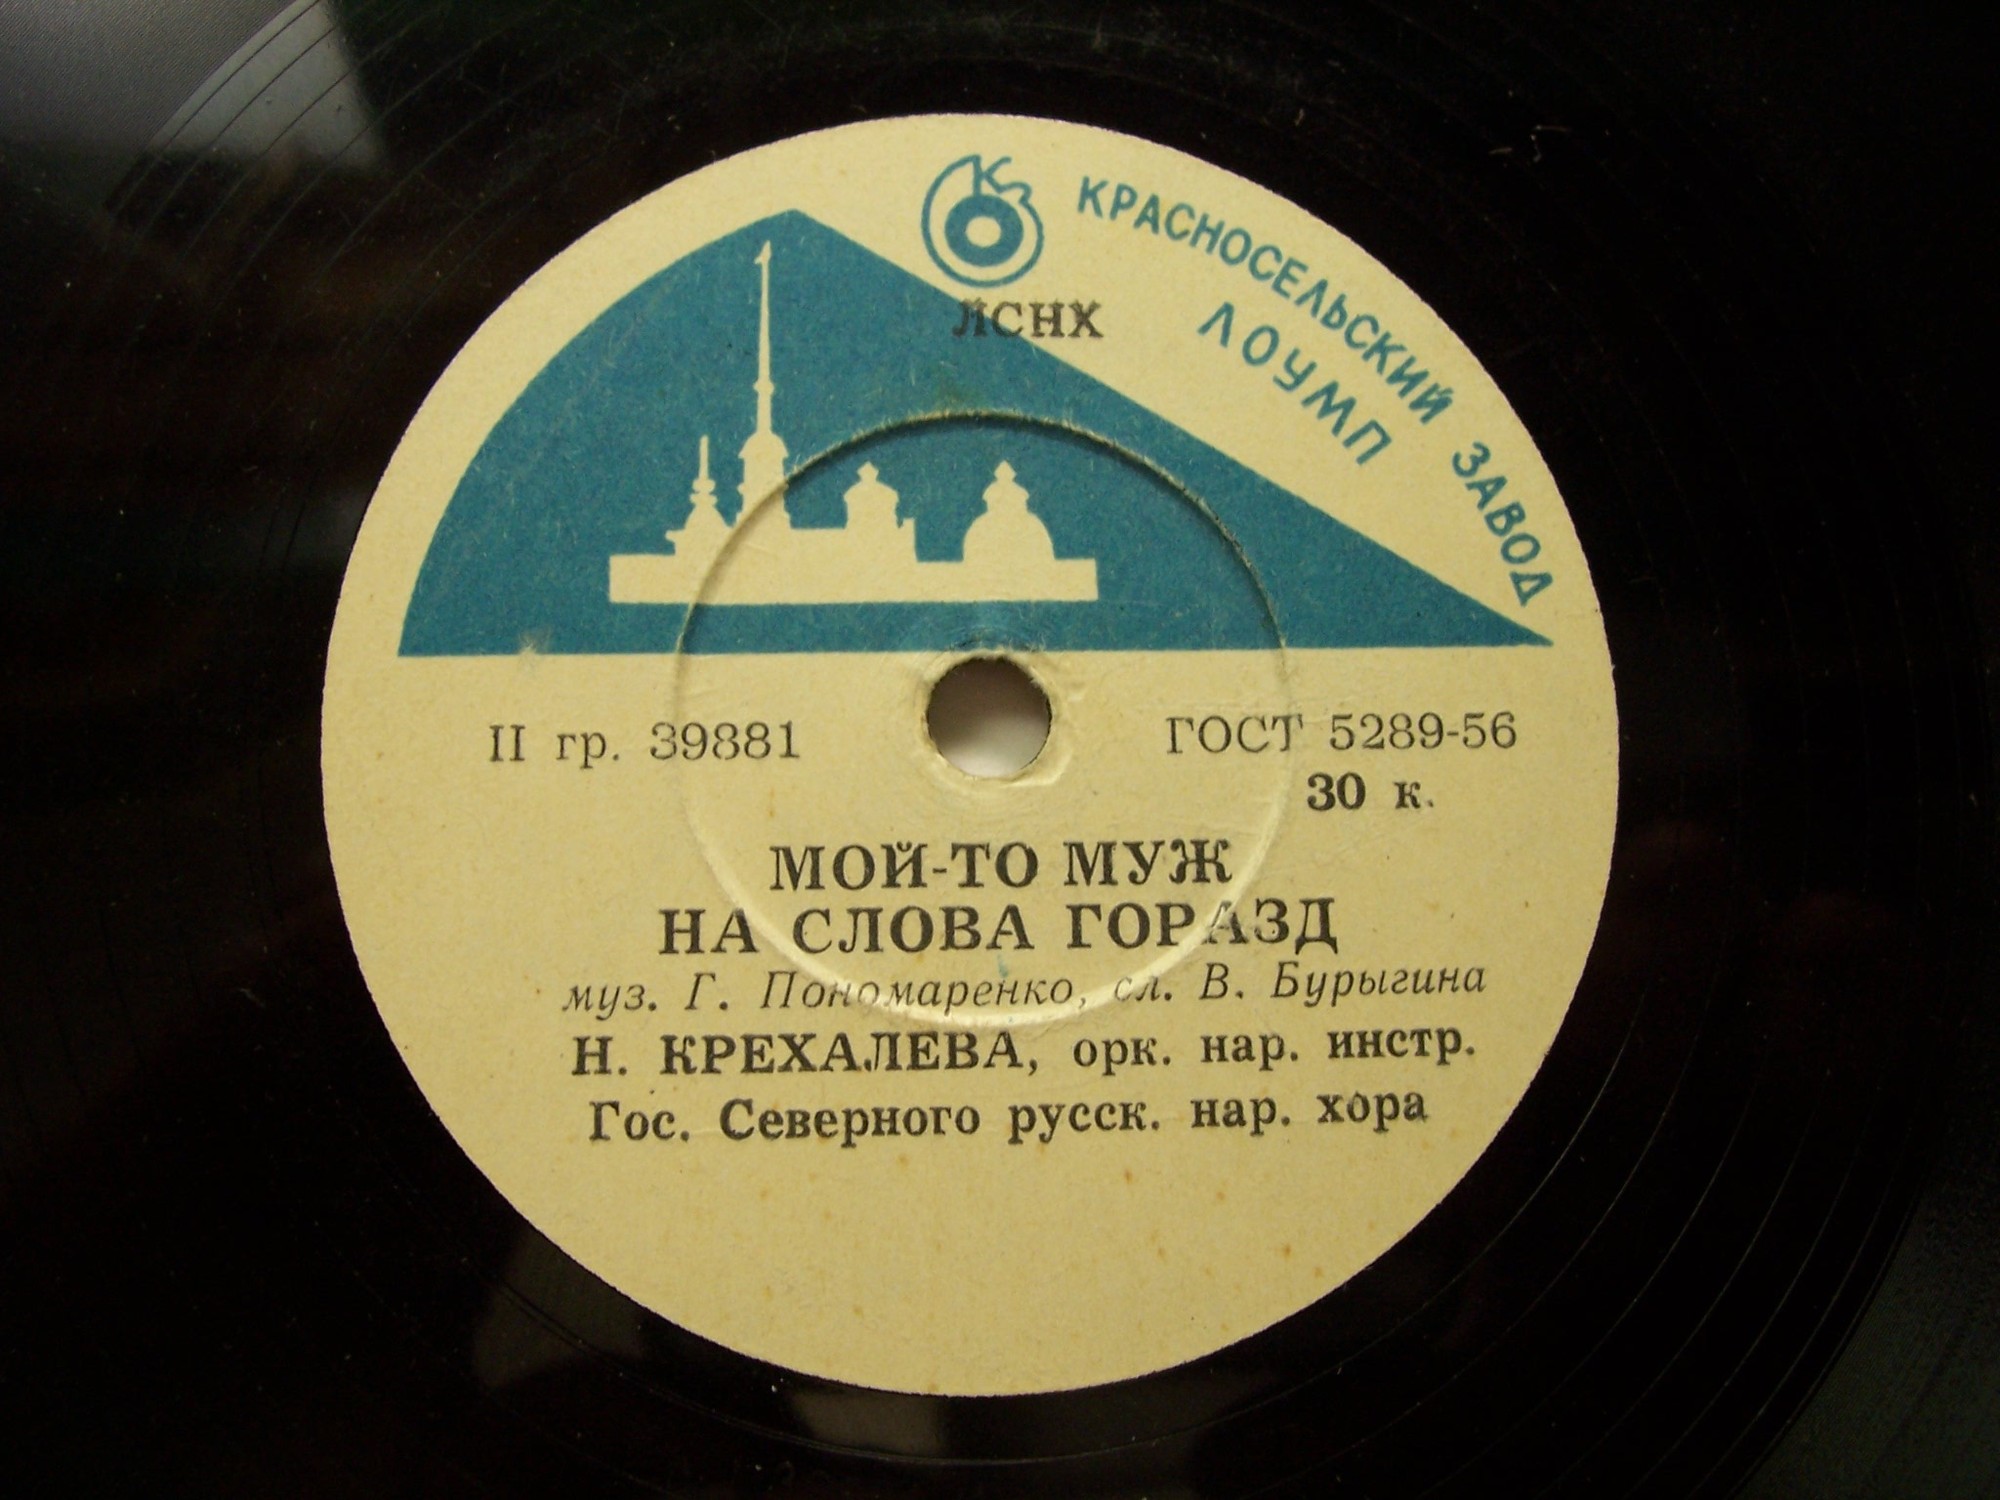 КЗ
КРАСНОСЕЛЬСКИЙ ЗАВОД
ЛОУМП
ЛСНХ
II гр. 39881
ГОСТ 5289-56
30 к.
МОЙ-ТО МУЖ
НА СЛОВА ГОРАЗД
муз. Г. Пономаренко, сл. В. Бурыгина
Н. КРЕХАЛЕВА, орк. нар. инстр.
Гос. Северного русск. нар. хора